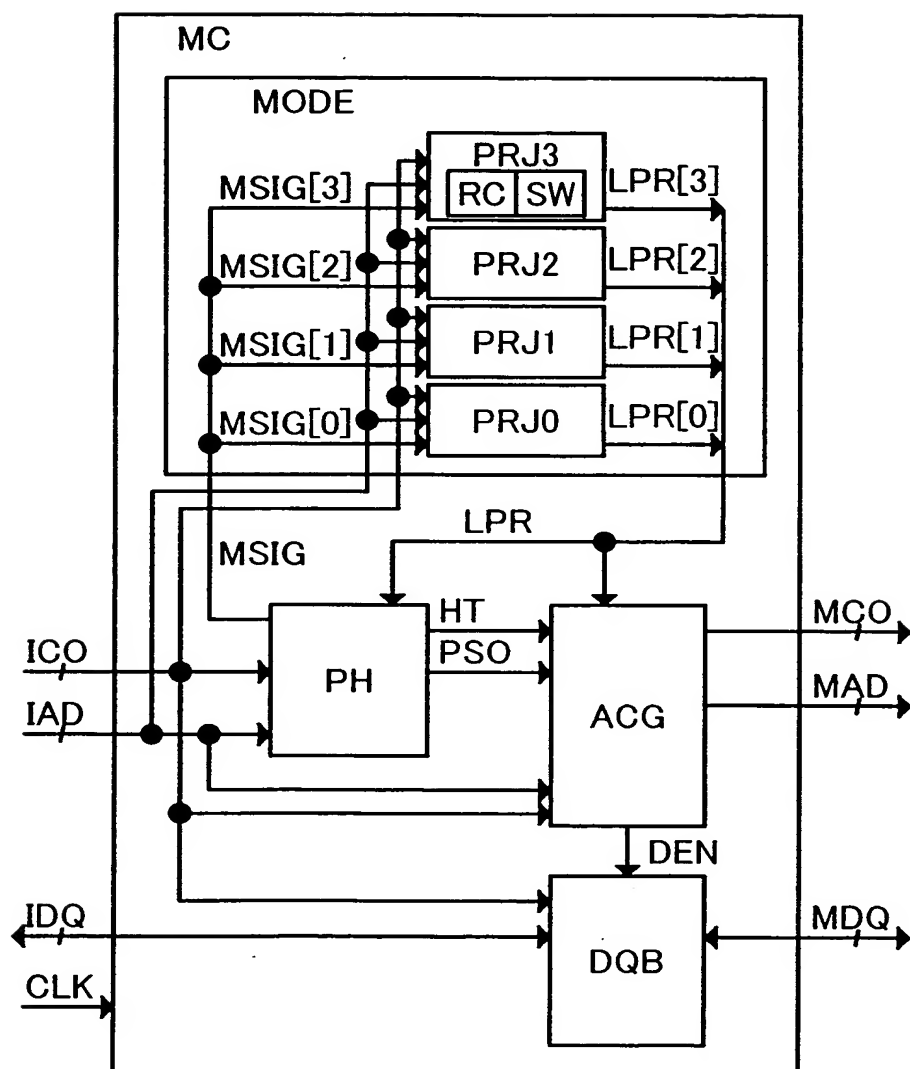 MC
MODE
PRJ3
RC SW
MSIG[3]
LPR[3]
MSIG[2]
PRJ2
LPR[2]
MSIG[1]
PRJ1
LPR[1]
MSIG[0]
PRJ0
LPR[0]
LPR
MSIG
HT
MCO
ICO
PSO
PH
MAD
IAD
ACG
DEN
IDQ
MDQ
DQB
CLK